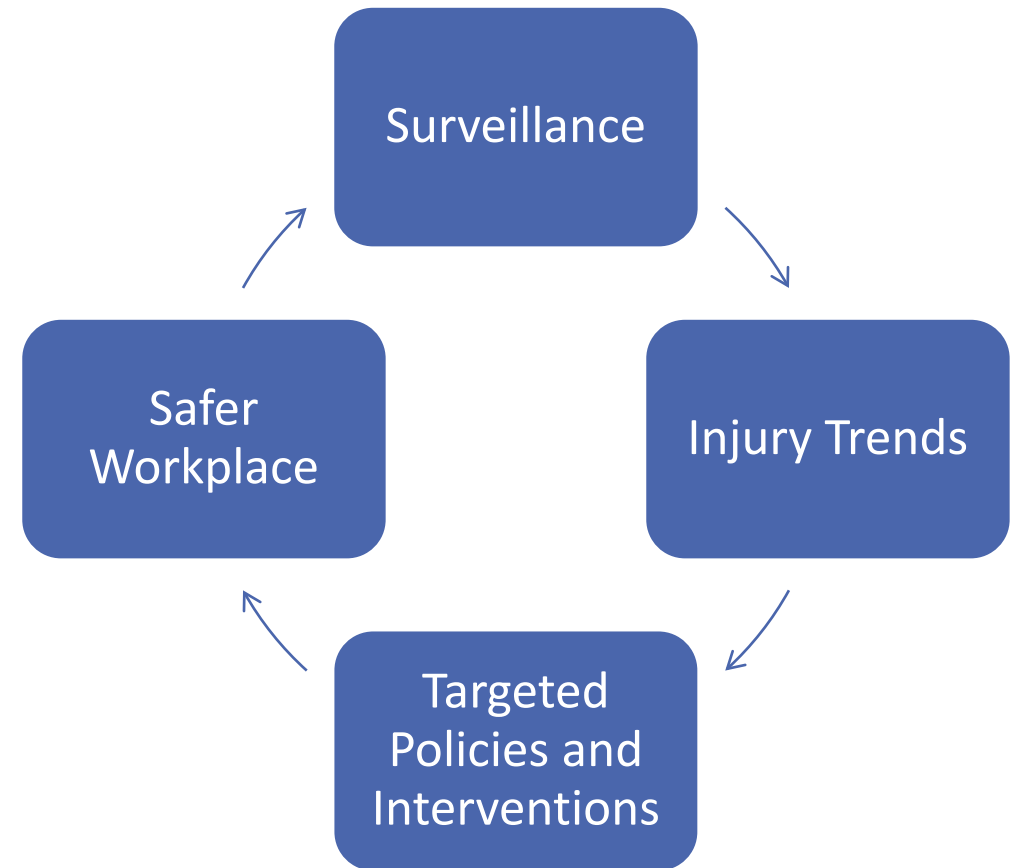 Surveillance
Injury Trends
Targeted
Policies and
Interventions
Safer
Workplace